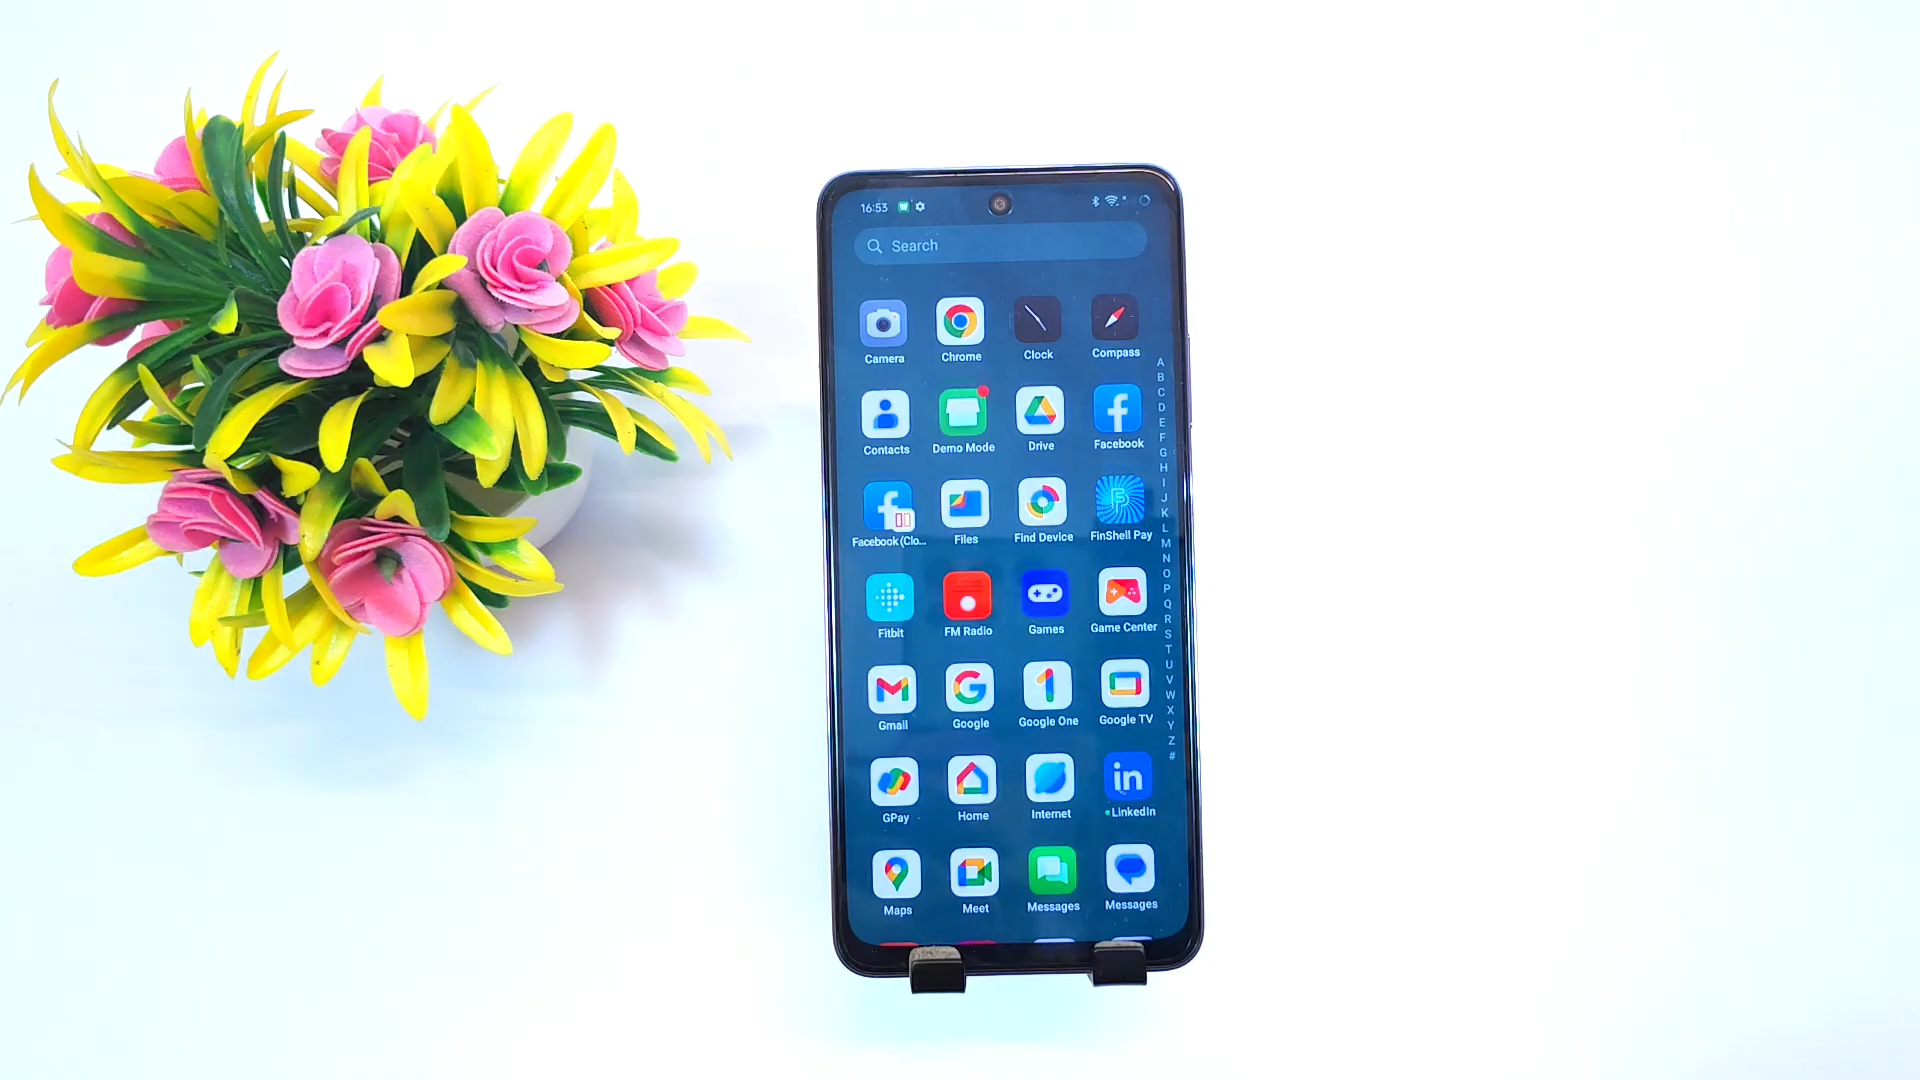 16:53
Search
Camera Chrome Clock Compass
Contacts Demo Mode Drive Facebook
Facebook (Clo... Files Find Device FinShell Pay
Fitbit FM Radio Games Game Center
Gmail Google Google One Google TV
GPay Home Internet LinkedIn
Maps Meet Messages Messages
A
B
C
D
E
F
G
H
I
J
K
L
M
N
O
P
Q
R
S
T
U
V
W
X
Y
Z
#